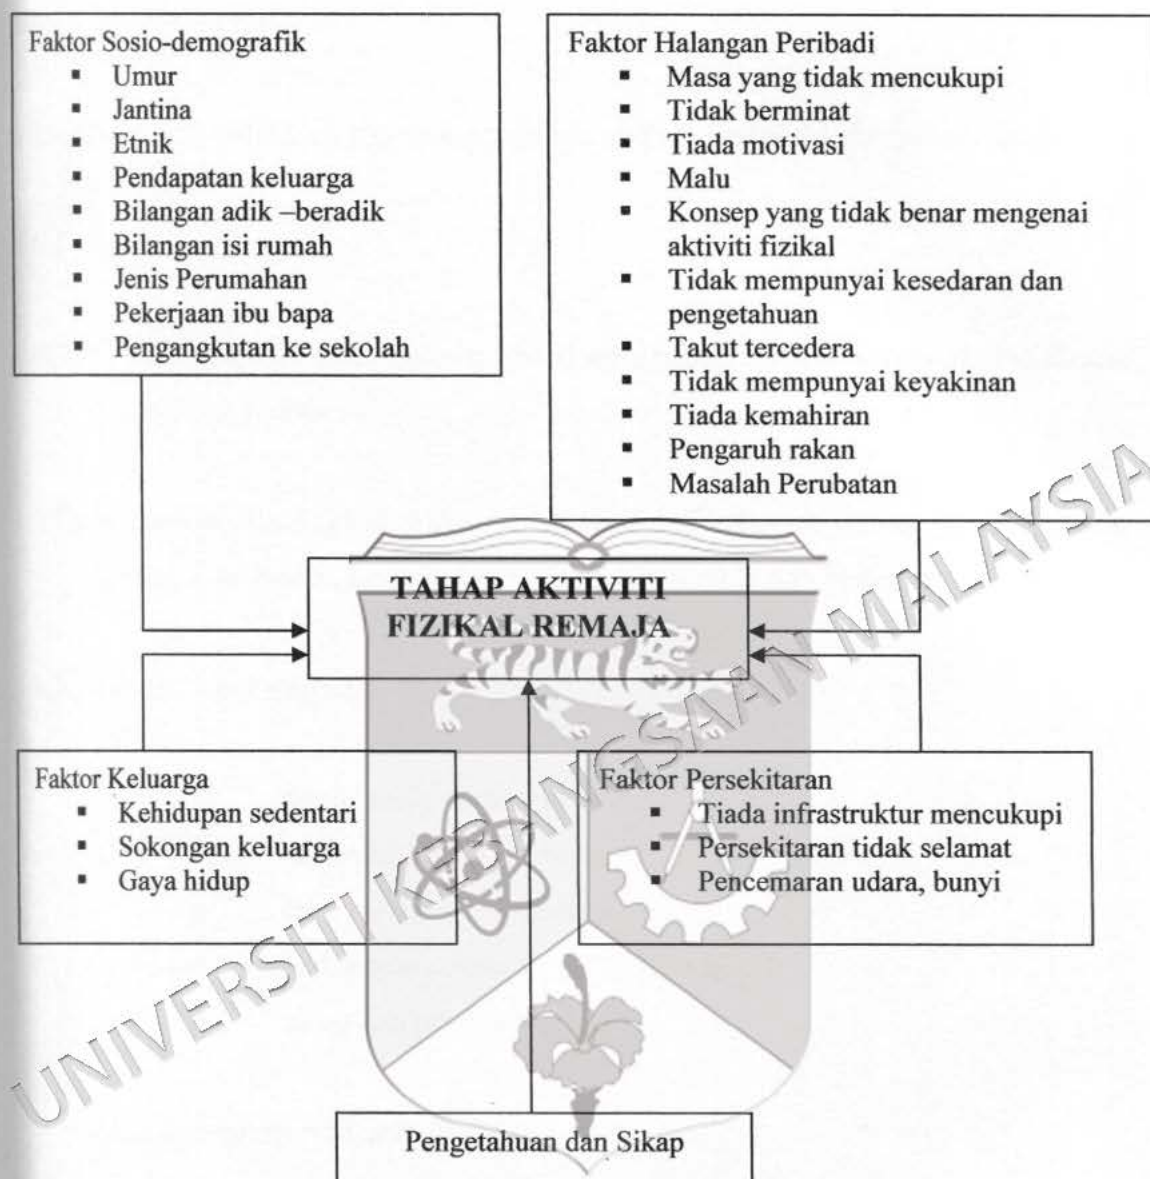 Faktor Sosio-demografik
▪ Umur
▪ Jantina
▪ Etnik
▪ Pendapatan keluarga
▪ Bilangan adik –beradik
▪ Bilangan isi rumah
▪ Jenis Perumahan
▪ Pekerjaan ibu bapa
▪ Pengangkutan ke sekolah
Faktor Halangan Peribadi
▪ Masa yang tidak mencukupi
▪ Tidak berminat
▪ Tiada motivasi
▪ Malu
▪ Konsep yang tidak benar mengenai
aktiviti fizikal
▪ Tidak mempunyai kesedaran dan
pengetahuan
▪ Takut tercedera
▪ Tidak mempunyai keyakinan
▪ Tiada kemahiran
▪ Pengaruh rakan
▪ Masalah Perubatan
TAHAP AKTIVITI
FIZIKAL REMAJA
Faktor Keluarga
▪ Kehidupan sedentari
▪ Sokongan keluarga
▪ Gaya hidup
Faktor Persekitaran
▪ Tiada infrastruktur mencukupi
▪ Persekitaran tidak selamat
▪ Pencemaran udara, bunyi
Pengetahuan dan Sikap
UNIVERSITI KEBANGSAAN MALAYSIA